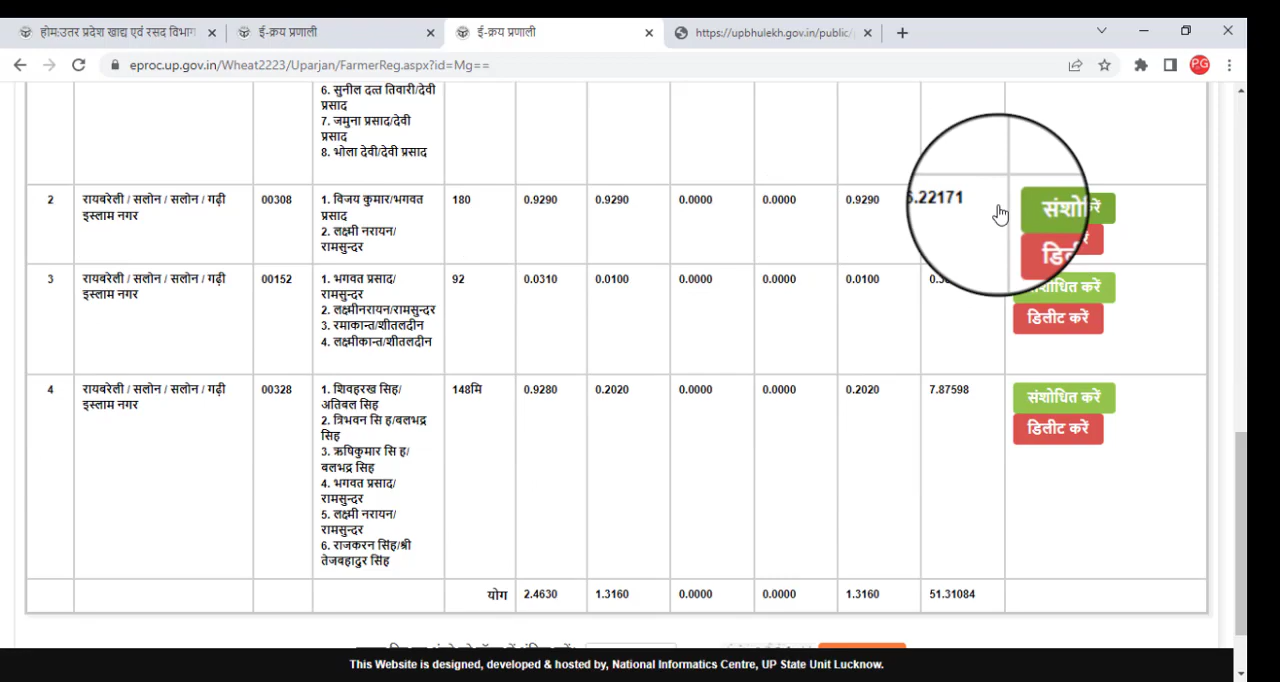 होम:उतर प्रदेश खाद्य एवं रसद विभाग
ई-क्रय प्रणाली
ई-क्रय प्रणाली
https://upbhulekh.gov.in/public/
eproc.up.gov.in/Wheat2223/Uparjan/FarmerReg.aspx?id=Mg==
PG
6. सुनील दत्त तिवारी/देवी
प्रसाद
7. जमुना प्रसाद/देवी
प्रसाद
8. भोला देवी/देवी प्रसाद
2 रायबरेली / सलोन / सलोन / गढ़ी 00308 1. विजय कुमार/भगवत 180 0.9290 0.9290 0.0000 0.0000 0.9290 6.22171
इस्लाम नगर प्रसाद
2. लक्ष्मी नारायन/
रामसुन्दर
3 रायबरेली / सलोन / सलोन / गढ़ी 00152 1. भगवत प्रसाद/ 92 0.0310 0.0100 0.0000 0.0000 0.0100
इस्लाम नगर रामसुन्दर
2. लक्ष्मीनरायन/रामसुन्दर
3. रमाकान्त/शीतलदीन डिलीट करें
4. लक्ष्मीकान्त/शीतलदीन
4 रायबरेली / सलोन / सलोन / गढ़ी 00328 1. शिवहरख सिह/ 148मि 0.9280 0.2020 0.0000 0.0000 0.2020 7.87598 संशोधित करें
इस्लाम नगर अतिबल सिह
2. त्रिभवन सि ह/बलभद्र डिलीट करें
सिह
3. ऋषिकुमार सि ह/
बलभद्र सिह
4. भगवत प्रसाद/
रामसुन्दर
5. लक्ष्मी नरायन/
रामसुन्दर
6. राजकरन सिंह/श्री
तेजबहादुर सिंह
योग 2.4630 1.3160 0.0000 0.0000 1.3160 51.31084
This Website is designed, developed & hosted by, National Informatics Centre, UP State Unit Lucknow.